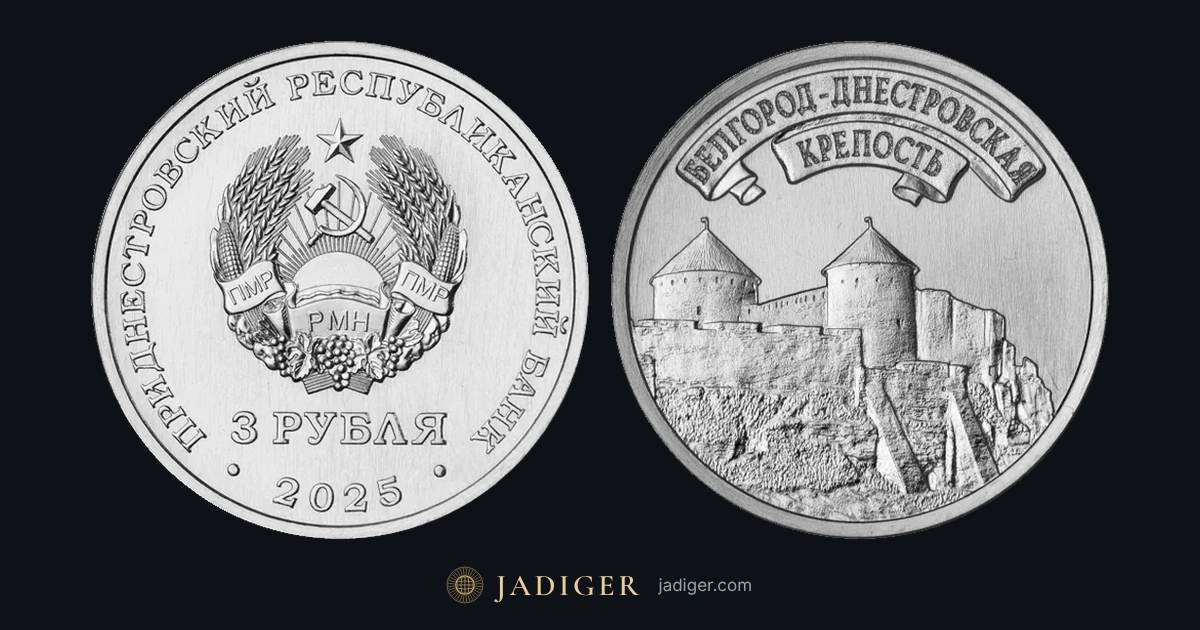 ПРИДНЕСТРОВСКИЙ РЕСПУБЛИКАНСКИЙ БАНК
ПМР
ПМР
РМН
3 РУБЛЯ
• 2025 •
БЕЛГОРОД-ДНЕСТРОВСКАЯ
КРЕПОСТЬ
JADIGER jadiger.com